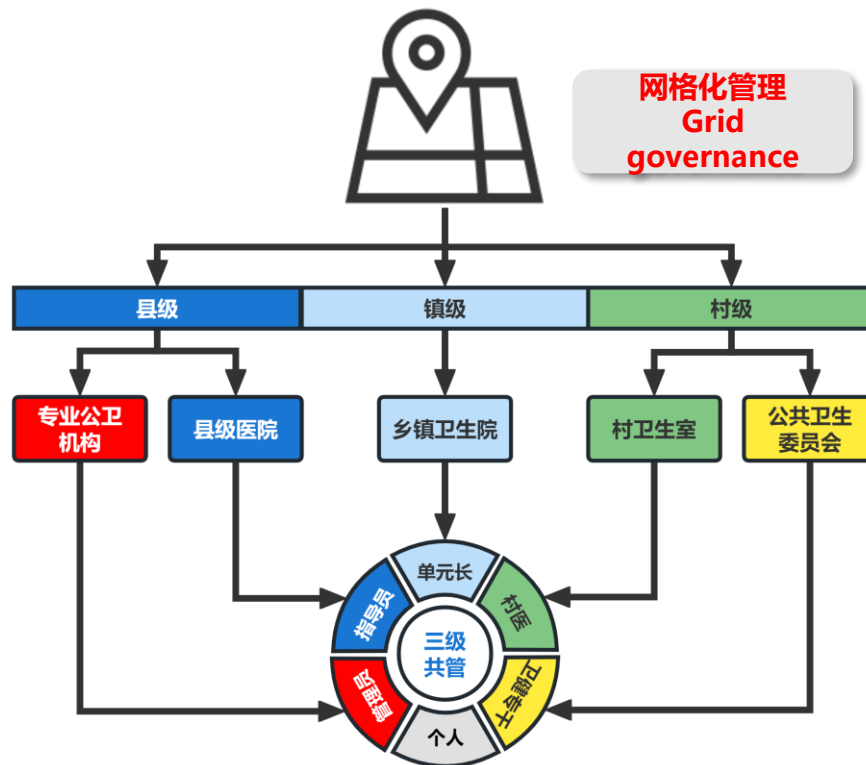 网格化管理
Grid
governance
县级
镇级
村级
专业公卫
机构
县级医院
乡镇卫生院
村卫生室
公共卫生
委员会
单元长
指导员
村医
三级
共管
管理员
卫健专干
个人